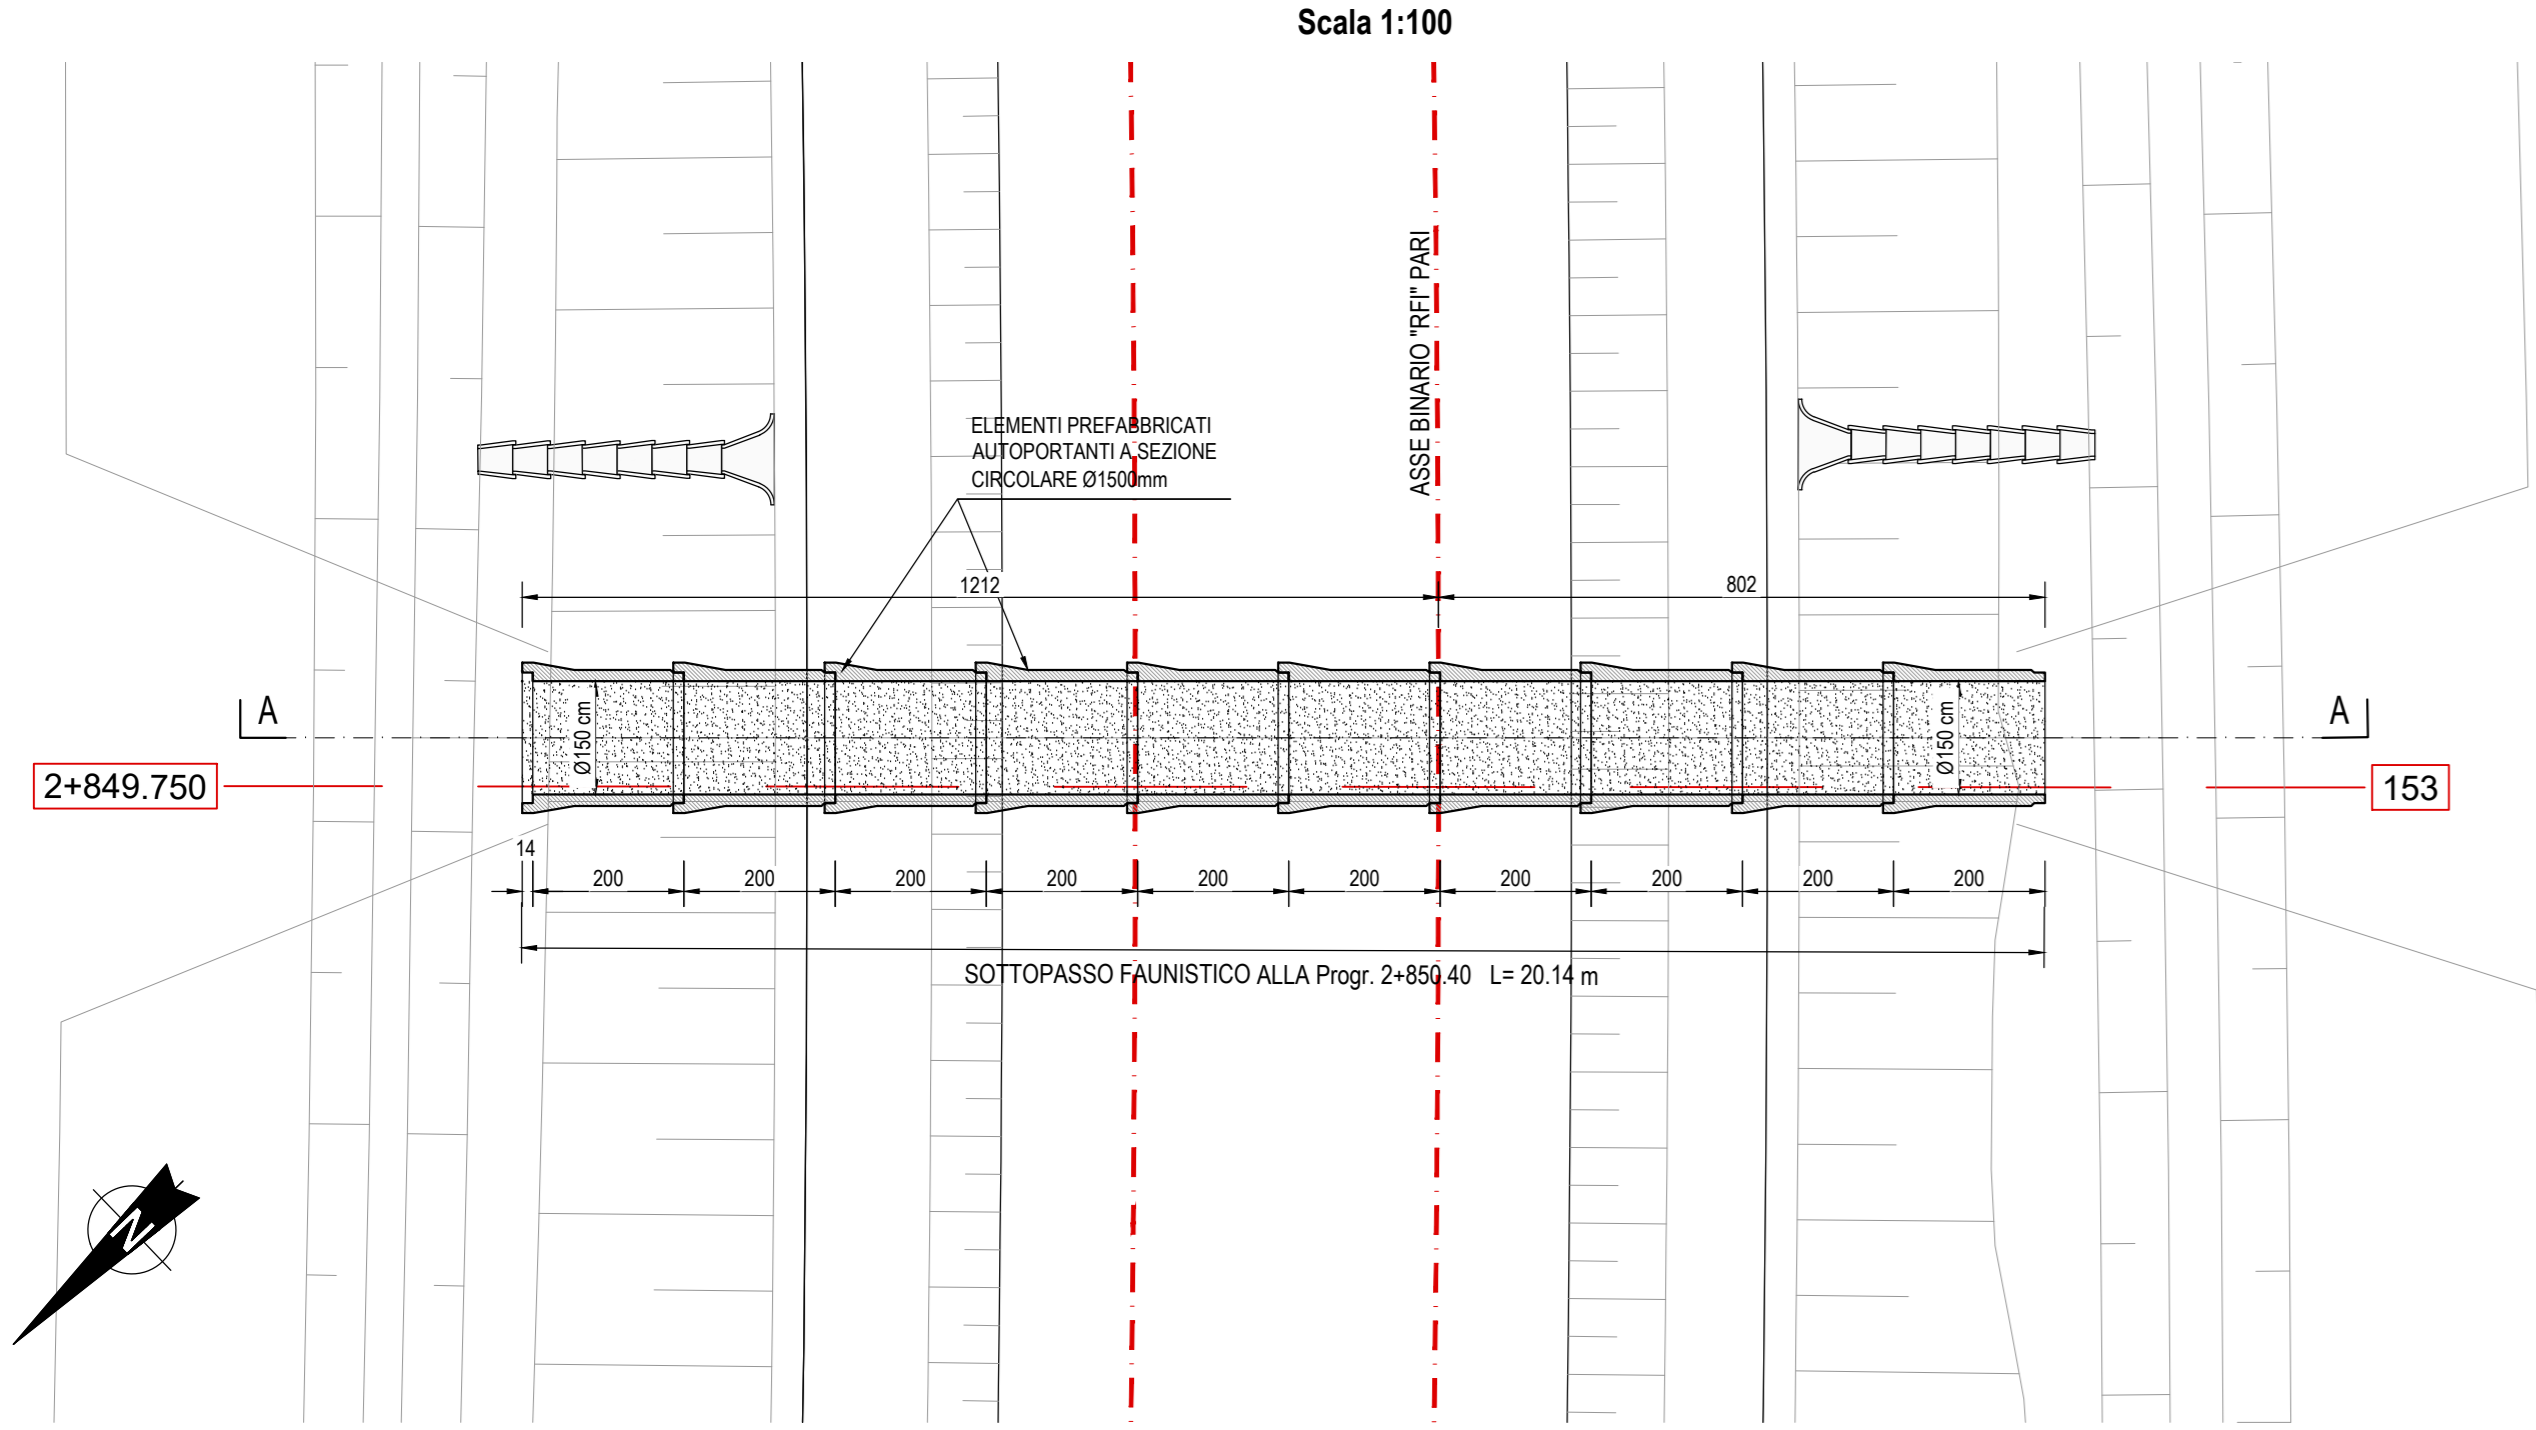 Scala 1:100
ASSE BINARIO "RFI" PARI
ELEMENTI PREFABBRICATI
AUTOPORTANTI A SEZIONE
CIRCOLARE Ø1500mm
1212
802
A
A
Ø150 cm
Ø150 cm
2+849.750
153
14
200
200
200
200
200
200
200
200
200
200
SOTTOPASSO FAUNISTICO ALLA Progr. 2+850.40 L= 20.14 m
N